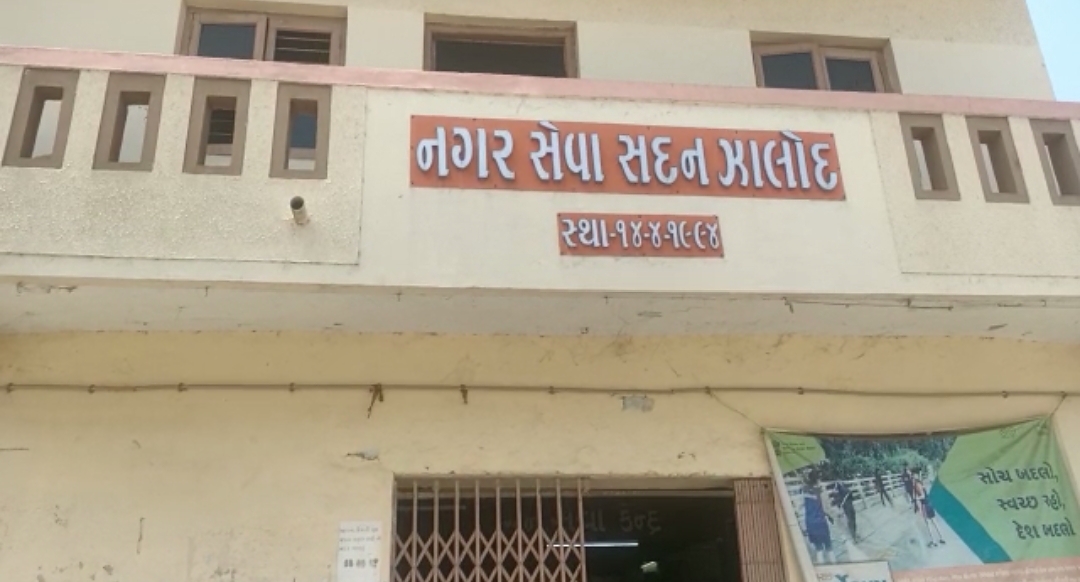 નગર સેવા સદન ઝાલોદ
સ્થા-૧૪-૪-૧૯૯૪
સોચ બદલો,
સ્વચ્છ રહો,
દેશ બદલો